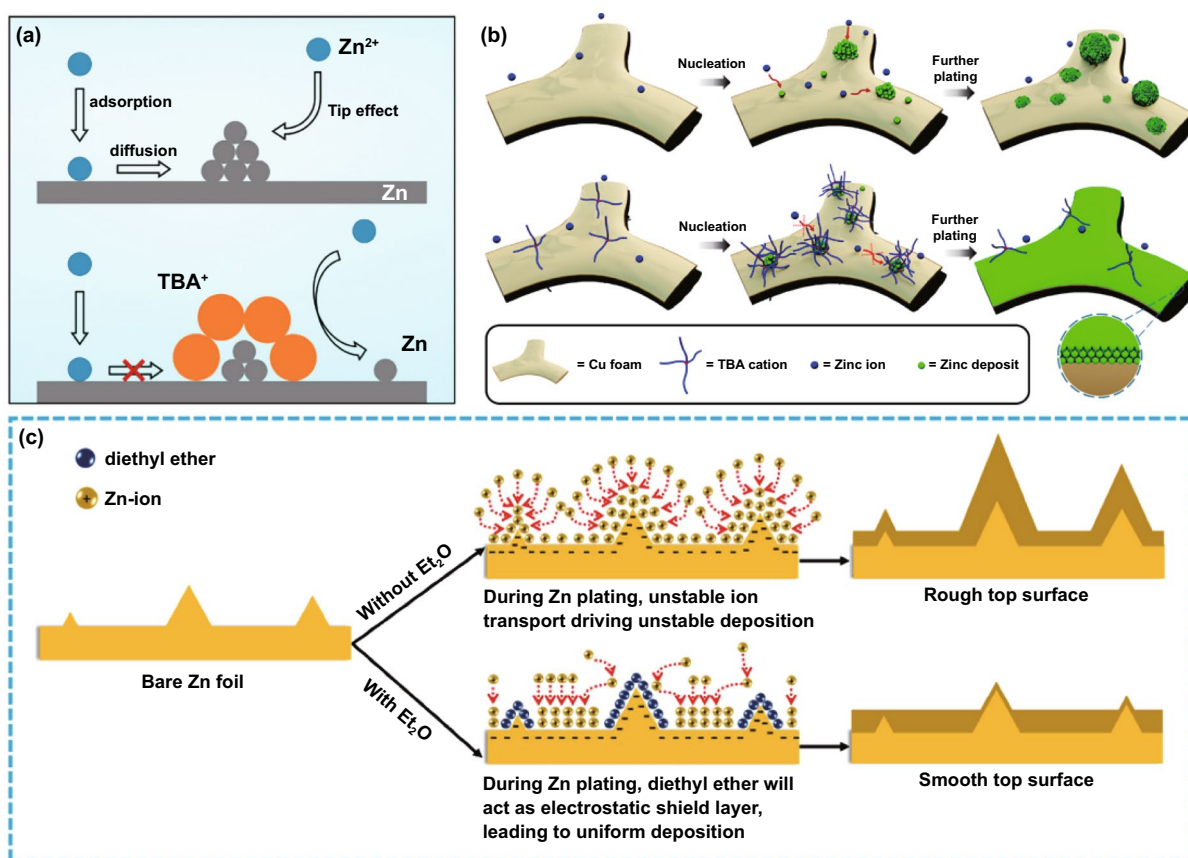 (a)
Zn²⁺
adsorption
Tip effect
diffusion
Zn
TBA⁺
Zn
(b)
Nucleation
Further
plating
Nucleation
Further
plating
= Cu foam
= TBA cation
= Zinc ion
= Zinc deposit
(c)
diethyl ether
+ Zn-ion
Without Et₂O
With Et₂O
Bare Zn foil
During Zn plating, unstable ion
transport driving unstable deposition
Rough top surface
During Zn plating, diethyl ether will
act as electrostatic shield layer,
leading to uniform deposition
Smooth top surface